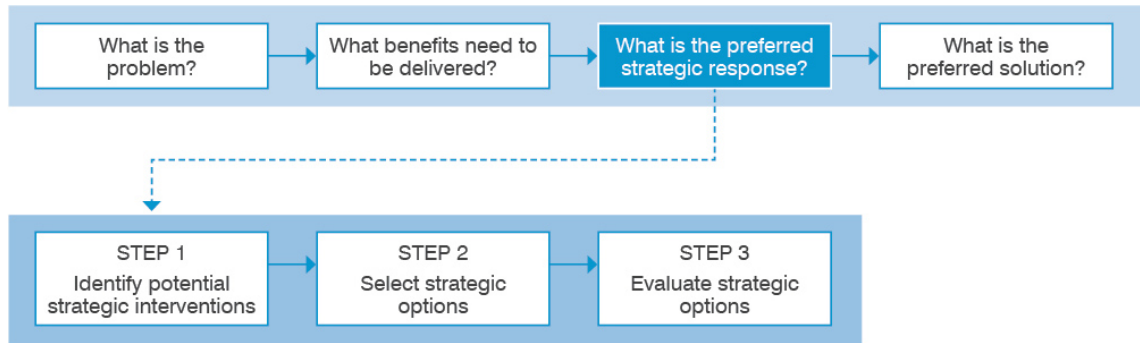 What is the
problem?
What benefits need to
be delivered?
What is the preferred
strategic response?
What is the
preferred solution?
STEP 1
Identify potential
strategic interventions
STEP 2
Select strategic
options
STEP 3
Evaluate strategic
options